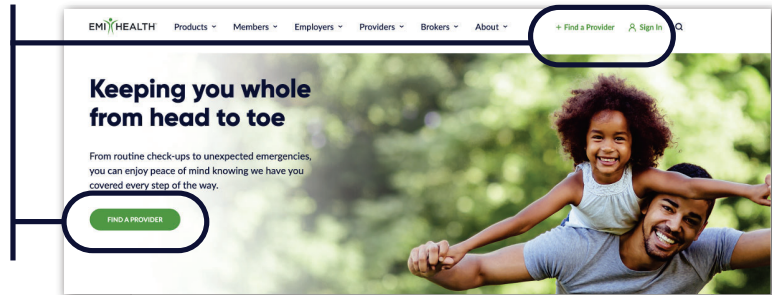 EMI HEALTH Products Members Employers Providers Brokers About + Find a Provider Sign In
Keeping you whole
from head to toe
From routine check-ups to unexpected emergencies,
you can enjoy peace of mind knowing we have you
covered every step of the way.
FIND A PROVIDER